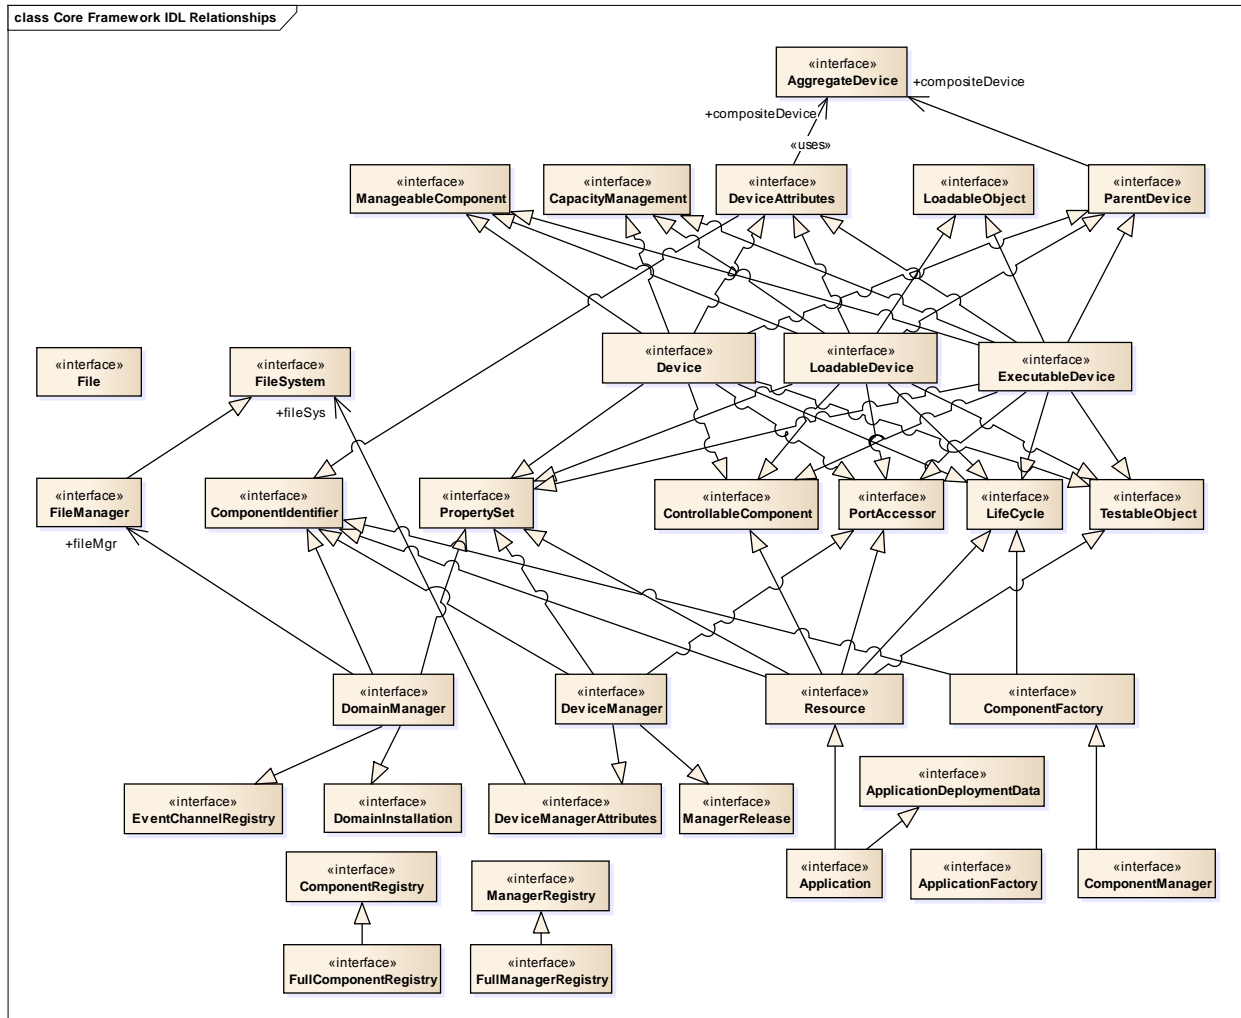 class Core Framework IDL Relationships
«interface»
AggregateDevice
+compositeDevice
+compositeDevice
«uses»
«interface»
ManageableComponent
«interface»
CapacityManagement
«interface»
DeviceAttributes
«interface»
LoadableObject
«interface»
ParentDevice
«interface»
File
«interface»
FileSystem
+fileSys
«interface»
Device
«interface»
LoadableDevice
«interface»
ExecutableDevice
«interface»
FileManager
+fileMgr
«interface»
ComponentIdentifier
«interface»
PropertySet
«interface»
ControllableComponent
«interface»
PortAccessor
«interface»
LifeCycle
«interface»
TestableObject
«interface»
DomainManager
«interface»
DeviceManager
«interface»
Resource
«interface»
ComponentFactory
«interface»
EventChannelRegistry
«interface»
DomainInstallation
«interface»
DeviceManagerAttributes
«interface»
ManagerRelease
«interface»
ApplicationDeploymentData
«interface»
ComponentRegistry
«interface»
ManagerRegistry
«interface»
Application
«interface»
ApplicationFactory
«interface»
ComponentManager
«interface»
FullComponentRegistry
«interface»
FullManagerRegistry